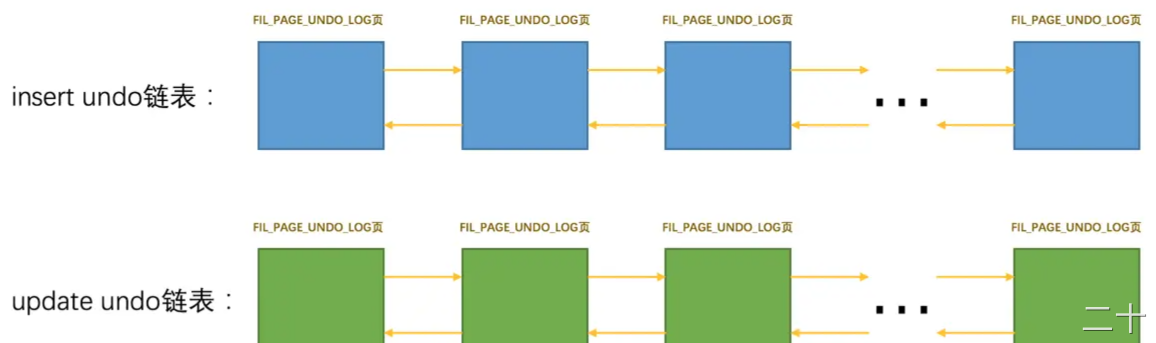 FIL_PAGE_UNDO_LOG页 FIL_PAGE_UNDO_LOG页 FIL_PAGE_UNDO_LOG页 FIL_PAGE_UNDO_LOG页
insert undo链表：
FIL_PAGE_UNDO_LOG页 FIL_PAGE_UNDO_LOG页 FIL_PAGE_UNDO_LOG页 FIL_PAGE_UNDO_LOG页
update undo链表：
二十